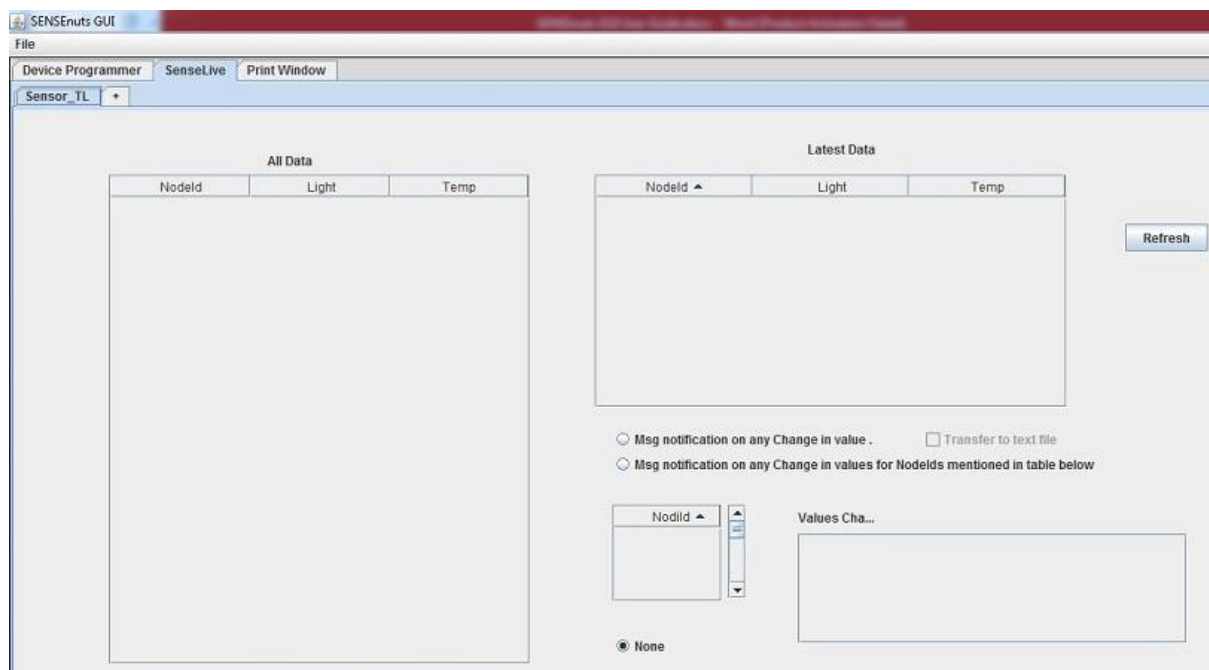 SENSEnuts GUI
File
Device Programmer SenseLive Print Window
Sensor_TL +
All Data
NodeId Light Temp
Latest Data
NodeId Light Temp
Refresh
Msg notification on any Change in value . Transfer to text file
Msg notification on any Change in values for NodeIds mentioned in table below
NodiId
Values Cha...
None